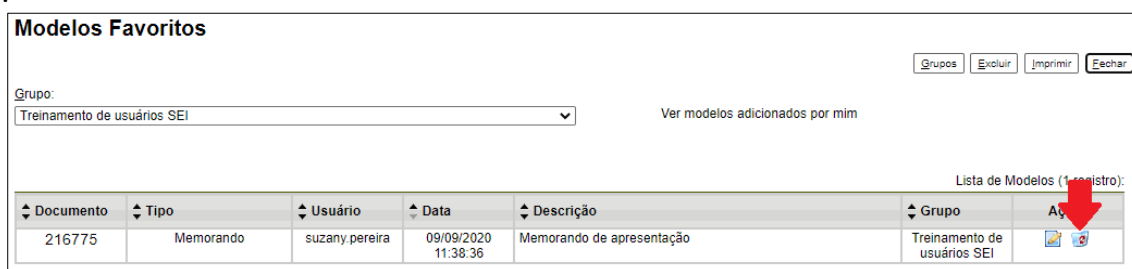 Modelos Favoritos
Grupos Excluir Imprimir Fechar
Grupo:
Treinamento de usuários SEI
Ver modelos adicionados por mim
Lista de Modelos (1 registro):
Documento Tipo Usuário Data Descrição Grupo
216775 Memorando suzany.pereira 09/09/2020 Memorando de apresentação Treinamento de
11:38:36 usuários SEI